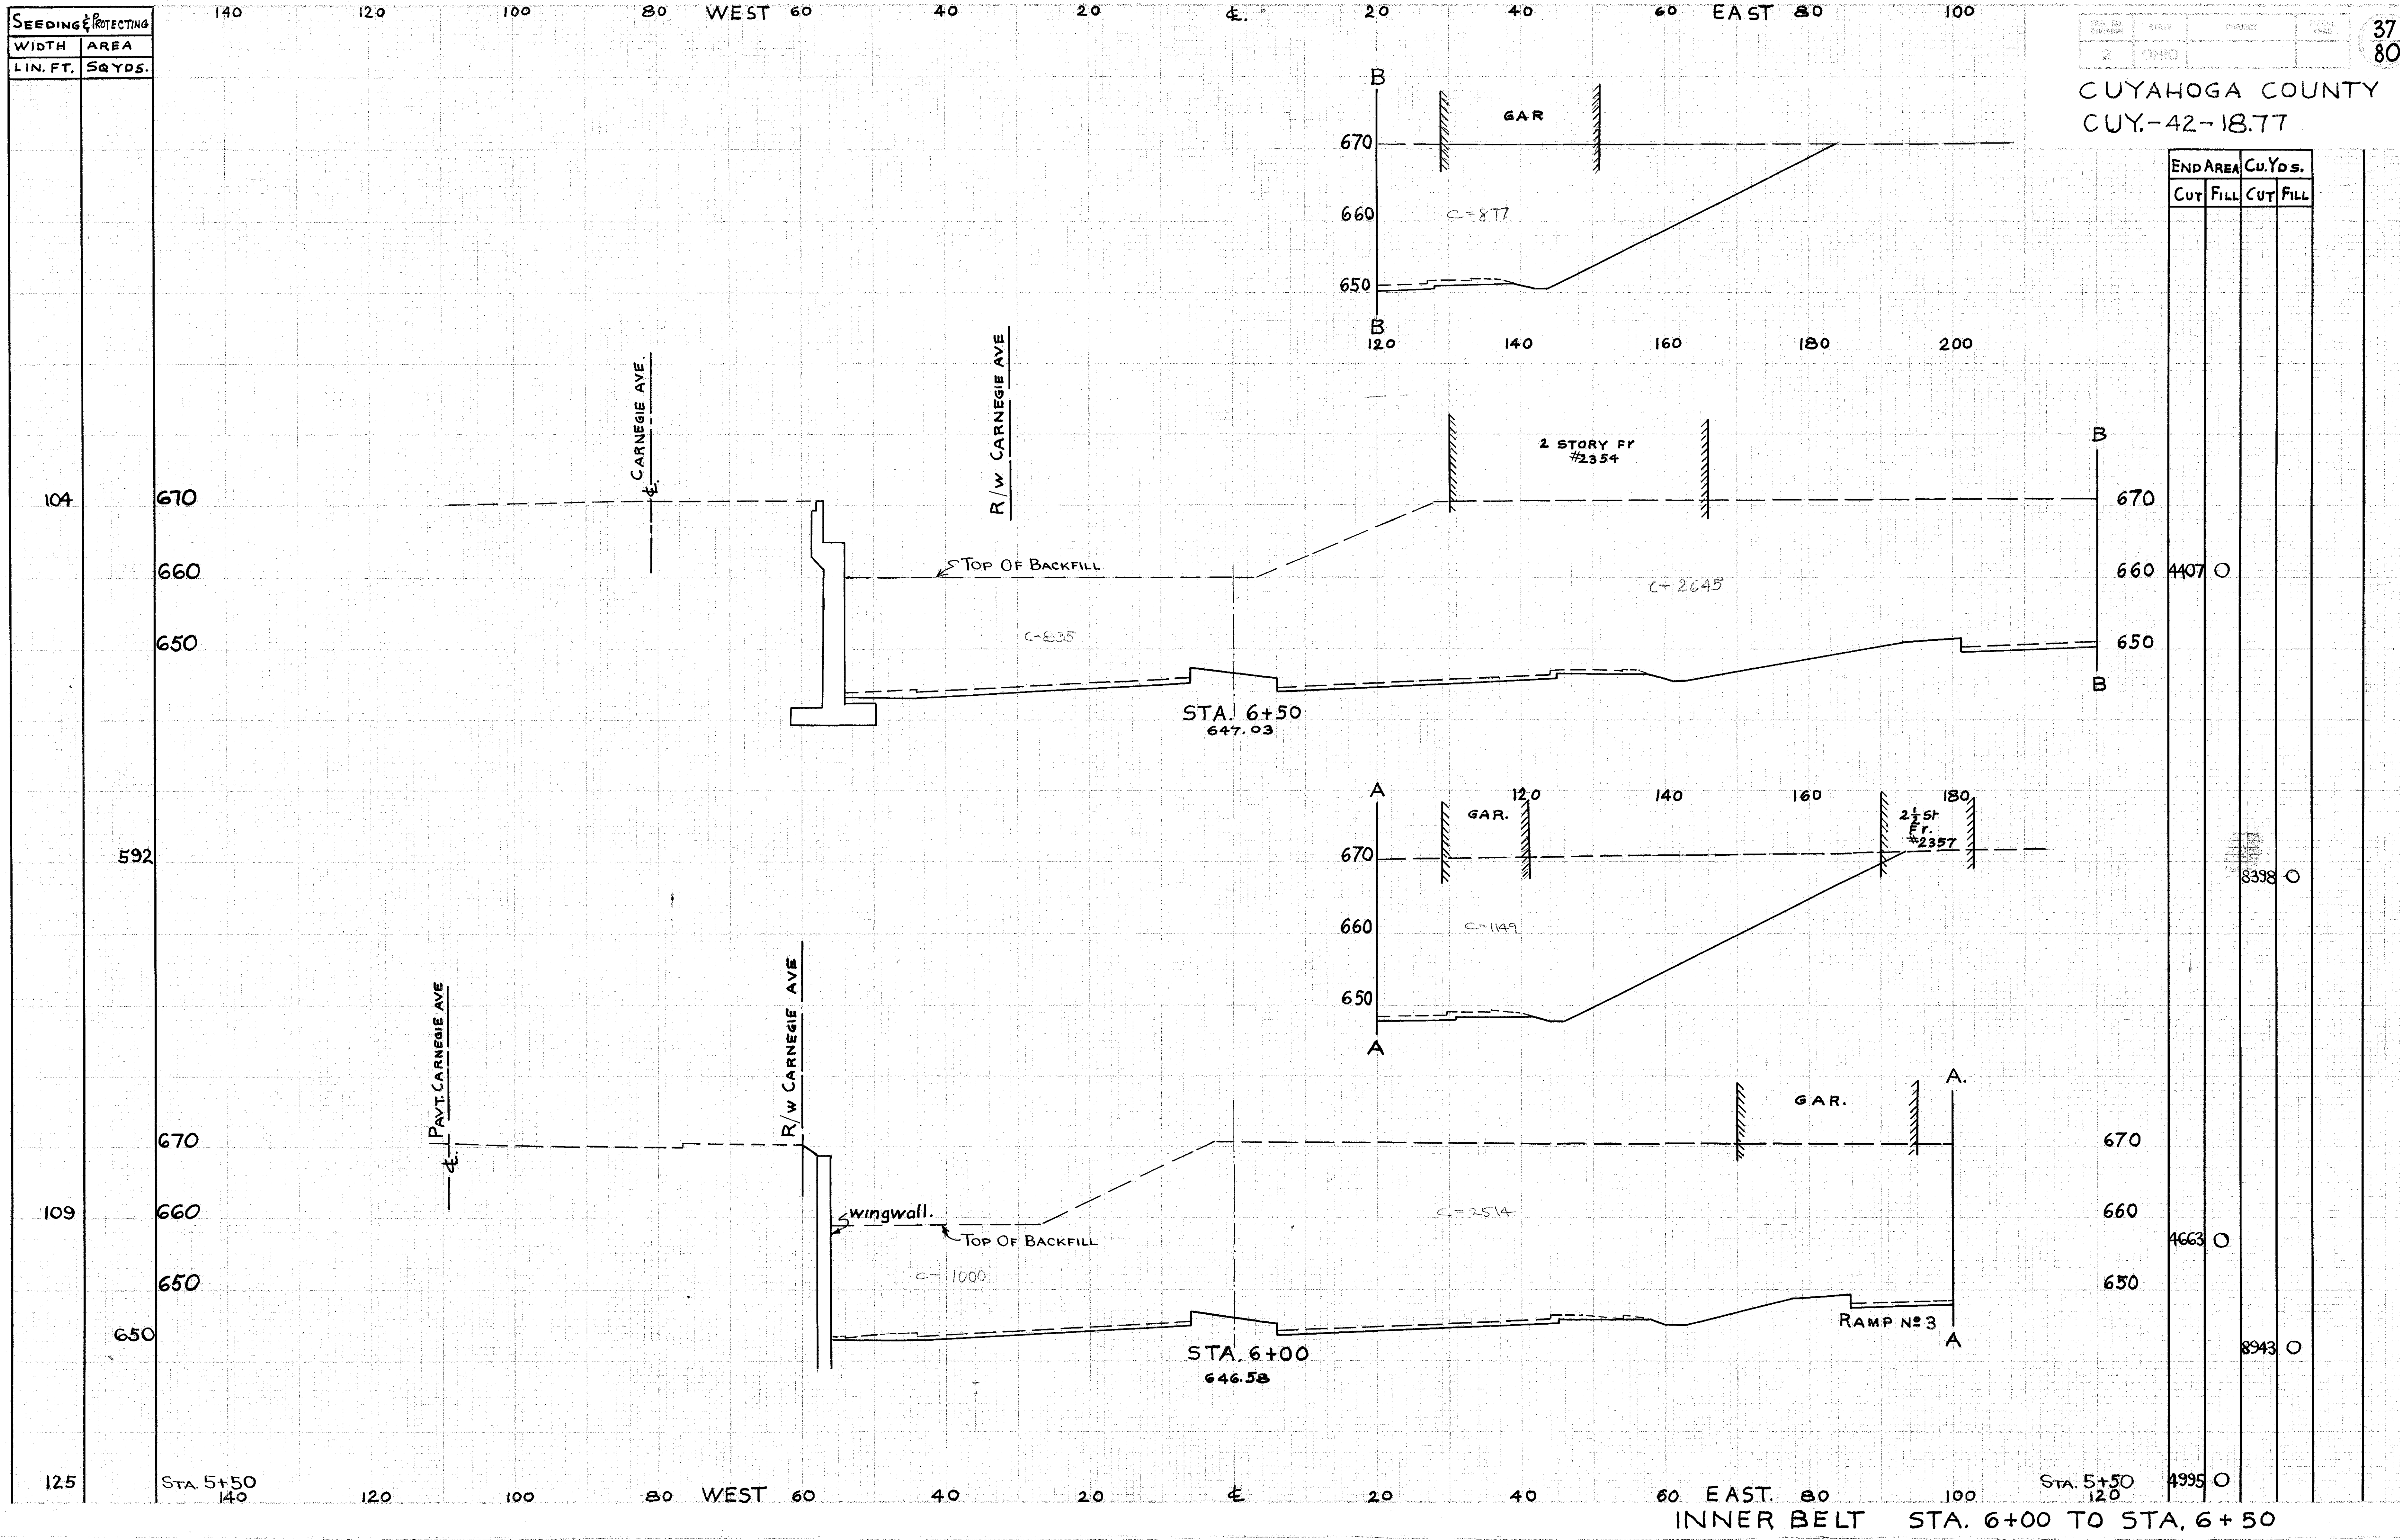 SEEDING & PROTECTING
WIDTH AREA
LIN. FT. SQ YDS.
140 120 100 80 WEST 60 40 20 ℄. 20 40 60 EAST 80 100
STATE PROJECT
2 OHIO
37
80
CUYAHOGA COUNTY
CUY.-42-18.77
END AREA CU. YDS.
CUT FILL CUT FILL
B
GAR
670
660 C=877
650
B
120 140 160 180 200
℄ CARNEGIE AVE.
R/W CARNEGIE AVE
2 STORY Fr
#2354
B
104 670 670
660 TOP OF BACKFILL 660 4407 O
C-2645
650 C-835 650
B
STA. 6+50
647.03
A 120 140 160 180
GAR.
2½ St
Fr.
#2357
592 670
8398 O
660 C=1149
650
A
℄ PAVT. CARNEGIE AVE
R/W CARNEGIE AVE
A.
GAR.
670 670
109 660 wingwall. C=2514 660
TOP OF BACKFILL 4663 O
650 C-1000 650
650 RAMP Nº 3
A
STA. 6+00
646.58
8943 O
125 STA. 5+50 STA. 5+50 4995 O
140 120 100 80 WEST 60 40 20 ℄ 20 40 60 EAST. 80 100 120
INNER BELT STA. 6+00 TO STA. 6+50